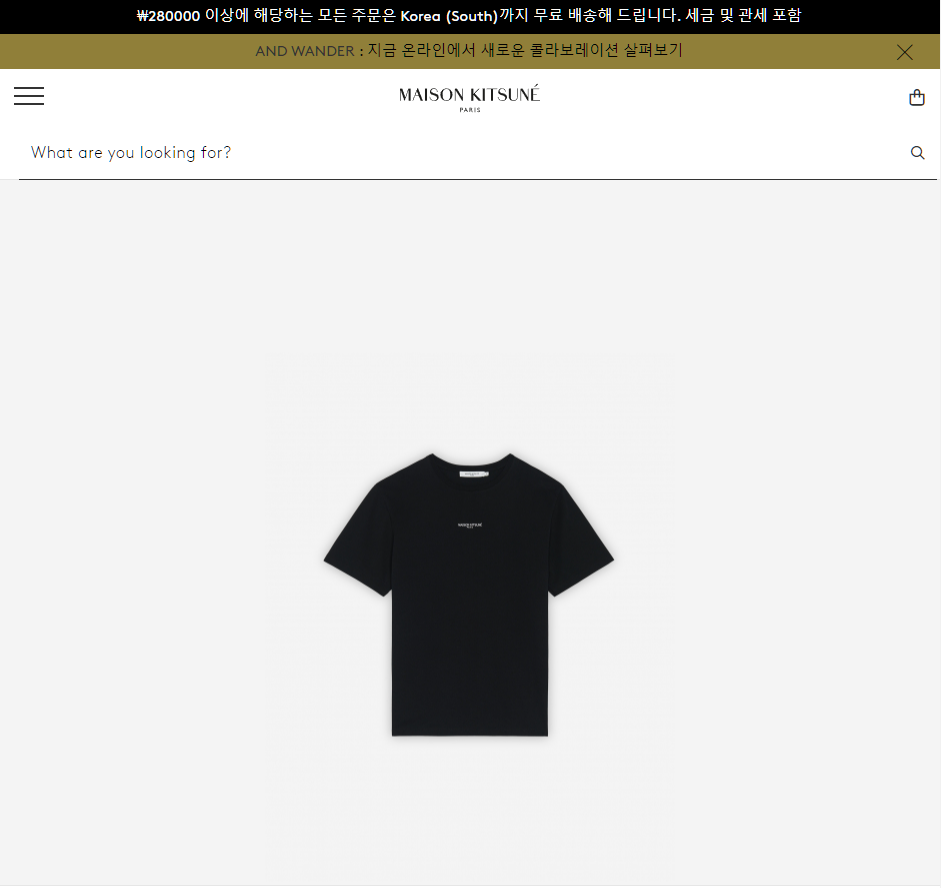 ₩280000 이상에 해당하는 모든 주문은 Korea (South)까지 무료 배송해 드립니다. 세금 및 관세 포함
AND WANDER : 지금 온라인에서 새로운 콜라보레이션 살펴보기
MAISON KITSUNÉ
PARIS
What are you looking for?